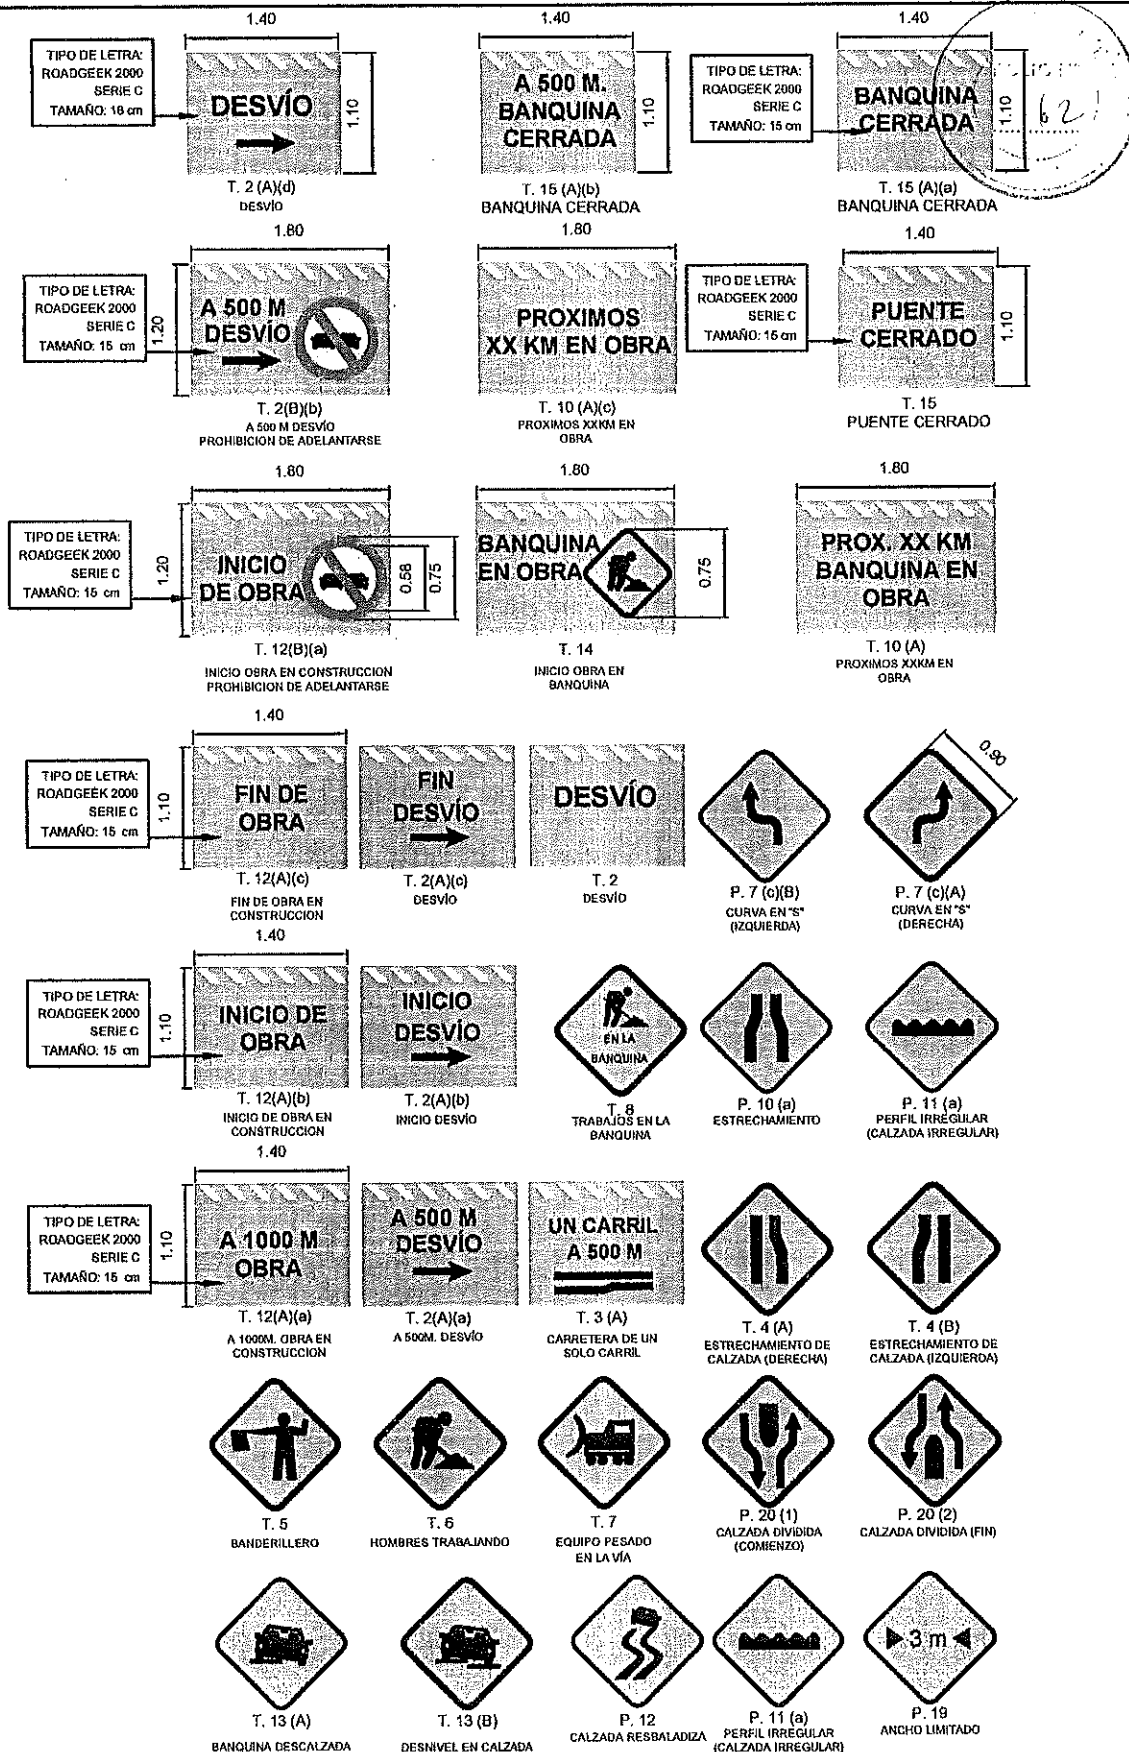 1.40
1.40
1.40
TIPO DE LETRA:
ROADGEEK 2000
SERIE C
TAMAÑO: 18 cm
DESVÍO
1.10
T. 2 (A)(d)
DESVÍO
A 500 M.
BANQUINA
CERRADA
1.10
T. 15 (A)(b)
BANQUINA CERRADA
TIPO DE LETRA:
ROADGEEK 2000
SERIE C
TAMAÑO: 15 cm
BANQUINA
CERRADA
1.10
62
T. 15 (A)(a)
BANQUINA CERRADA
1.80
1.80
1.40
TIPO DE LETRA:
ROADGEEK 2000
SERIE C
TAMAÑO: 15 cm
1.20
A 500 M
DESVÍO
T. 2(B)(b)
A 500 M DESVÍO
PROHIBICION DE ADELANTARSE
PROXIMOS
XX KM EN OBRA
T. 10 (A)(c)
PROXIMOS XXKM EN
OBRA
TIPO DE LETRA:
ROADGEEK 2000
SERIE C
TAMAÑO: 15 cm
PUENTE
CERRADO
1.10
T. 15
PUENTE CERRADO
1.80
1.80
1.80
TIPO DE LETRA:
ROADGEEK 2000
SERIE C
TAMAÑO: 15 cm
1.20
INICIO
DE OBRA
0.58
0.75
T. 12(B)(a)
INICIO OBRA EN CONSTRUCCION
PROHIBICION DE ADELANTARSE
BANQUINA
EN OBRA
0.75
T. 14
INICIO OBRA EN
BANQUINA
PROX. XX KM
BANQUINA EN
OBRA
T. 10 (A)
PROXIMOS XXKM EN
OBRA
1.40
TIPO DE LETRA:
ROADGEEK 2000
SERIE C
TAMAÑO: 15 cm
1.10
FIN DE
OBRA
T. 12(A)(c)
FIN DE OBRA EN
CONSTRUCCION
FIN
DESVÍO
T. 2(A)(c)
DESVÍO
DESVÍO
T. 2
DESVÍO
P. 7 (c)(B)
CURVA EN "S"
(IZQUIERDA)
0.90
P. 7 (c)(A)
CURVA EN "S"
(DERECHA)
1.40
TIPO DE LETRA:
ROADGEEK 2000
SERIE C
TAMAÑO: 15 cm
1.10
INICIO DE
OBRA
T. 12(A)(b)
INICIO DE OBRA EN
CONSTRUCCION
INICIO
DESVÍO
T. 2(A)(b)
INICIO DESVÍO
EN LA
BANQUINA
T. 8
TRABAJOS EN LA
BANQUINA
P. 10 (a)
ESTRECHAMIENTO
P. 11 (a)
PERFIL IRREGULAR
(CALZADA IRREGULAR)
1.40
TIPO DE LETRA:
ROADGEEK 2000
SERIE C
TAMAÑO: 15 cm
1.10
A 1000 M
OBRA
T. 12(A)(a)
A 1000M. OBRA EN
CONSTRUCCION
A 500 M
DESVÍO
T. 2(A)(a)
A 500M. DESVÍO
UN CARRIL
A 500 M
T. 3 (A)
CARRETERA DE UN
SOLO CARRIL
T. 4 (A)
ESTRECHAMIENTO DE
CALZADA (DERECHA)
T. 4 (B)
ESTRECHAMIENTO DE
CALZADA (IZQUIERDA)
T. 5
BANDERILLERO
T. 6
HOMBRES TRABAJANDO
T. 7
EQUIPO PESADO
EN LA VÍA
P. 20 (1)
CALZADA DIVIDIDA
(COMIENZO)
P. 20 (2)
CALZADA DIVIDIDA (FIN)
T. 13 (A)
BANQUINA DESCALZADA
T. 13 (B)
DESNIVEL EN CALZADA
P. 12
CALZADA RESBALADIZA
P. 11 (a)
PERFIL IRREGULAR
(CALZADA IRREGULAR)
3 m
P. 19
ANCHO LIMITADO